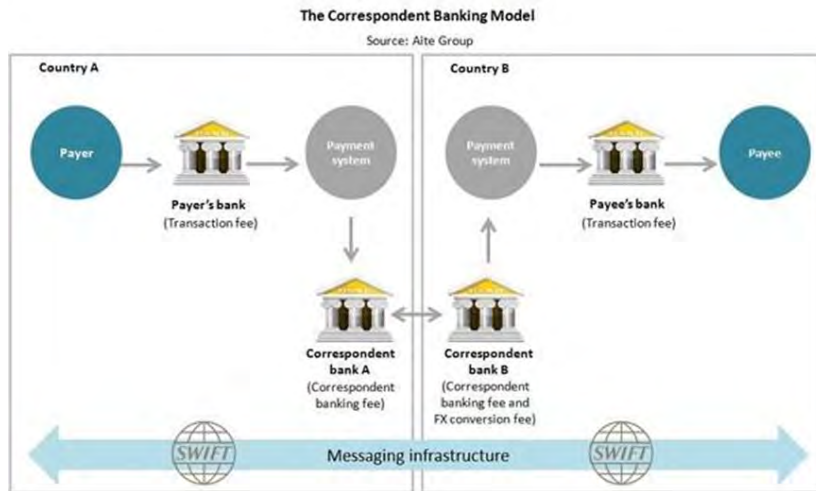 The Correspondent Banking Model
Source: Aite Group
Country A
Country B
Payer
Payment
system
Payment
system
Payee
Payer's bank
(Transaction fee)
Payee's bank
(Transaction fee)
Correspondent
bank A
(Correspondent
banking fee)
Correspondent
bank B
(Correspondent
banking fee and
FX conversion fee)
SWIFT
Messaging infrastructure
SWIFT